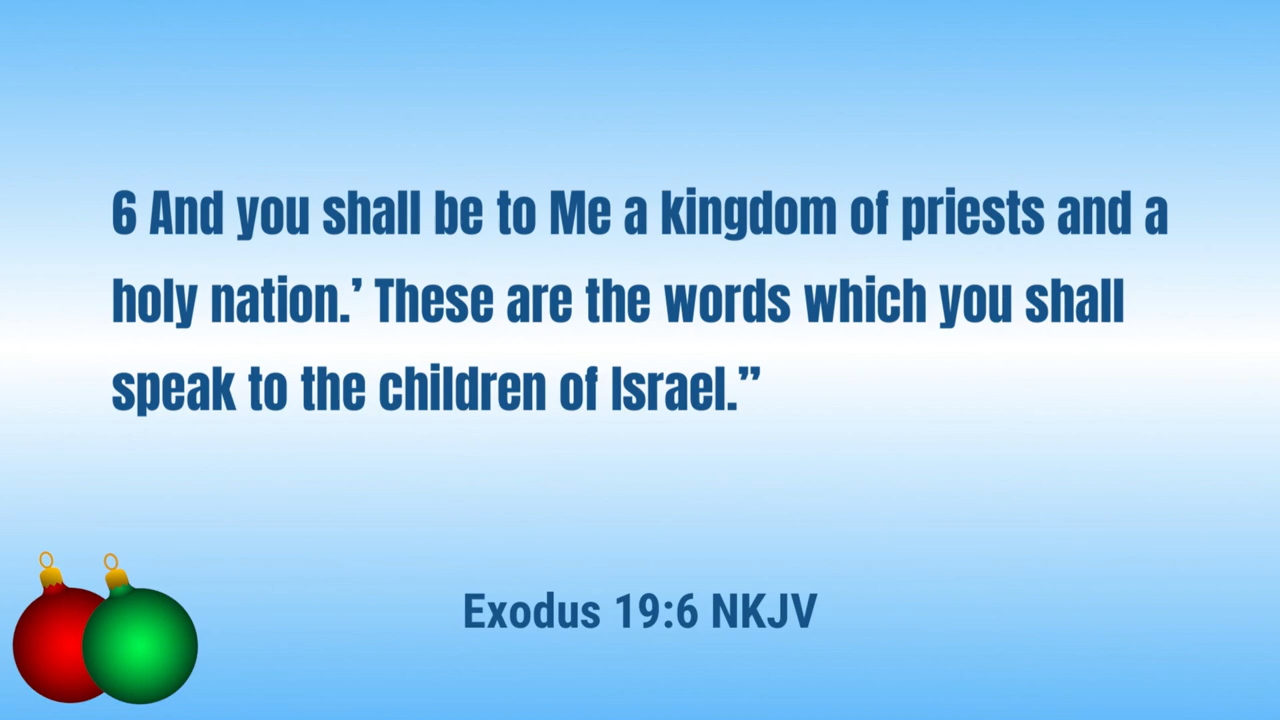 6 And you shall be to Me a kingdom of priests and a
holy nation.’ These are the words which you shall
speak to the children of Israel.”
Exodus 19:6 NKJV